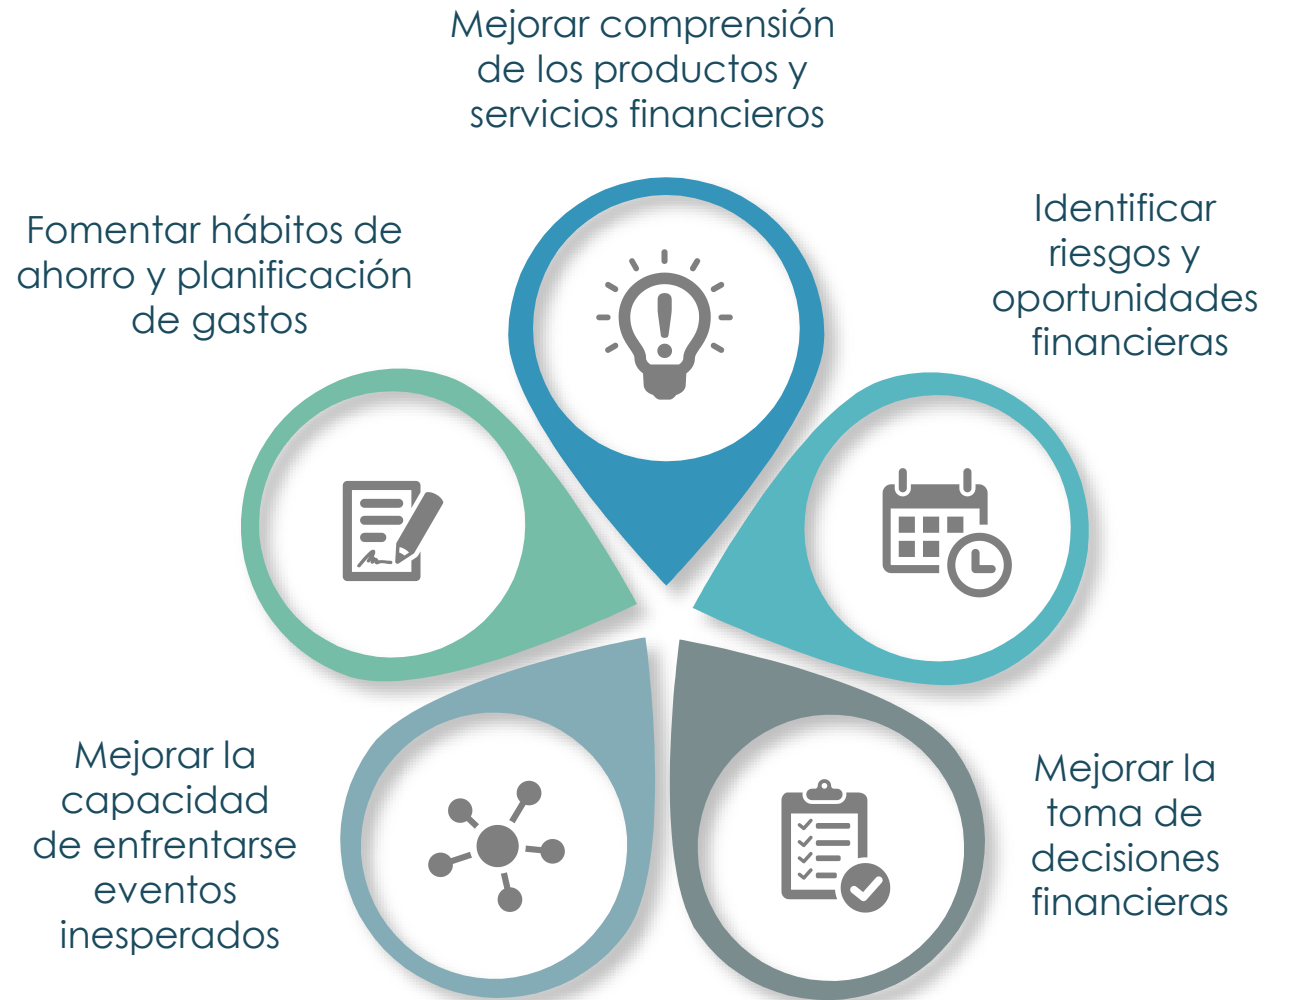 Mejorar comprensión
de los productos y
servicios financieros
Identificar
riesgos y
oportunidades
financieras
Fomentar hábitos de
ahorro y planificación
de gastos
Mejorar la
capacidad
de enfrentarse
eventos
inesperados
Mejorar la
toma de
decisiones
financieras